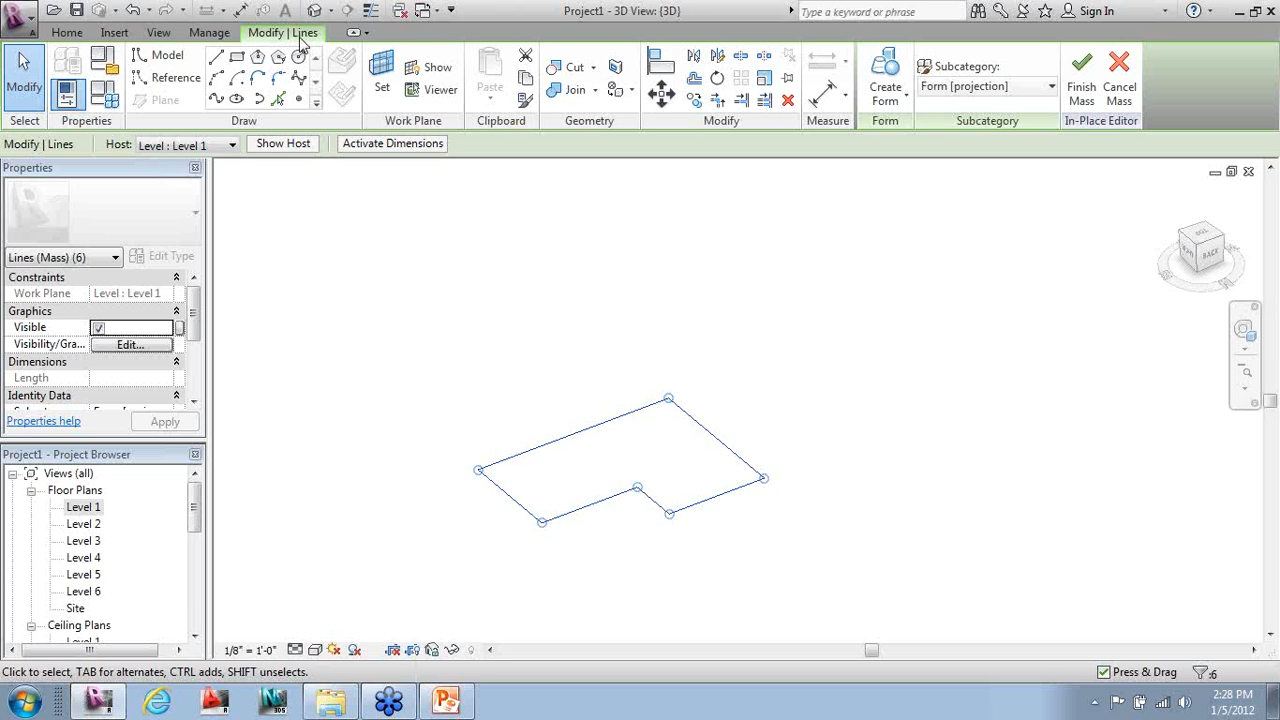 Project1 - 3D View: {3D}
Type a keyword or phrase
Sign In
Home
Insert
View
Manage
Modify | Lines
Modify
Model
Reference
Plane
Set
Show
Viewer
Paste
Cut
Join
Create
Form
Subcategory:
Form [projection]
Finish
Mass
Cancel
Mass
Select
Properties
Draw
Work Plane
Clipboard
Geometry
Modify
Measure
Form
Subcategory
In-Place Editor
Modify | Lines
Host:
Level : Level 1
Show Host
Activate Dimensions
Properties
Lines (Mass) (6)
Edit Type
Constraints
Work Plane
Level : Level 1
Graphics
Visible
Visibility/Gra...
Edit...
Dimensions
Length
Identity Data
Properties help
Apply
BACK
Project1 - Project Browser
Views (all)
Floor Plans
Level 1
Level 2
Level 3
Level 4
Level 5
Level 6
Site
Ceiling Plans
Level 1
1/8" = 1'-0"
Click to select, TAB for alternates, CTRL adds, SHIFT unselects.
Press & Drag
:6
2:28 PM
1/5/2012